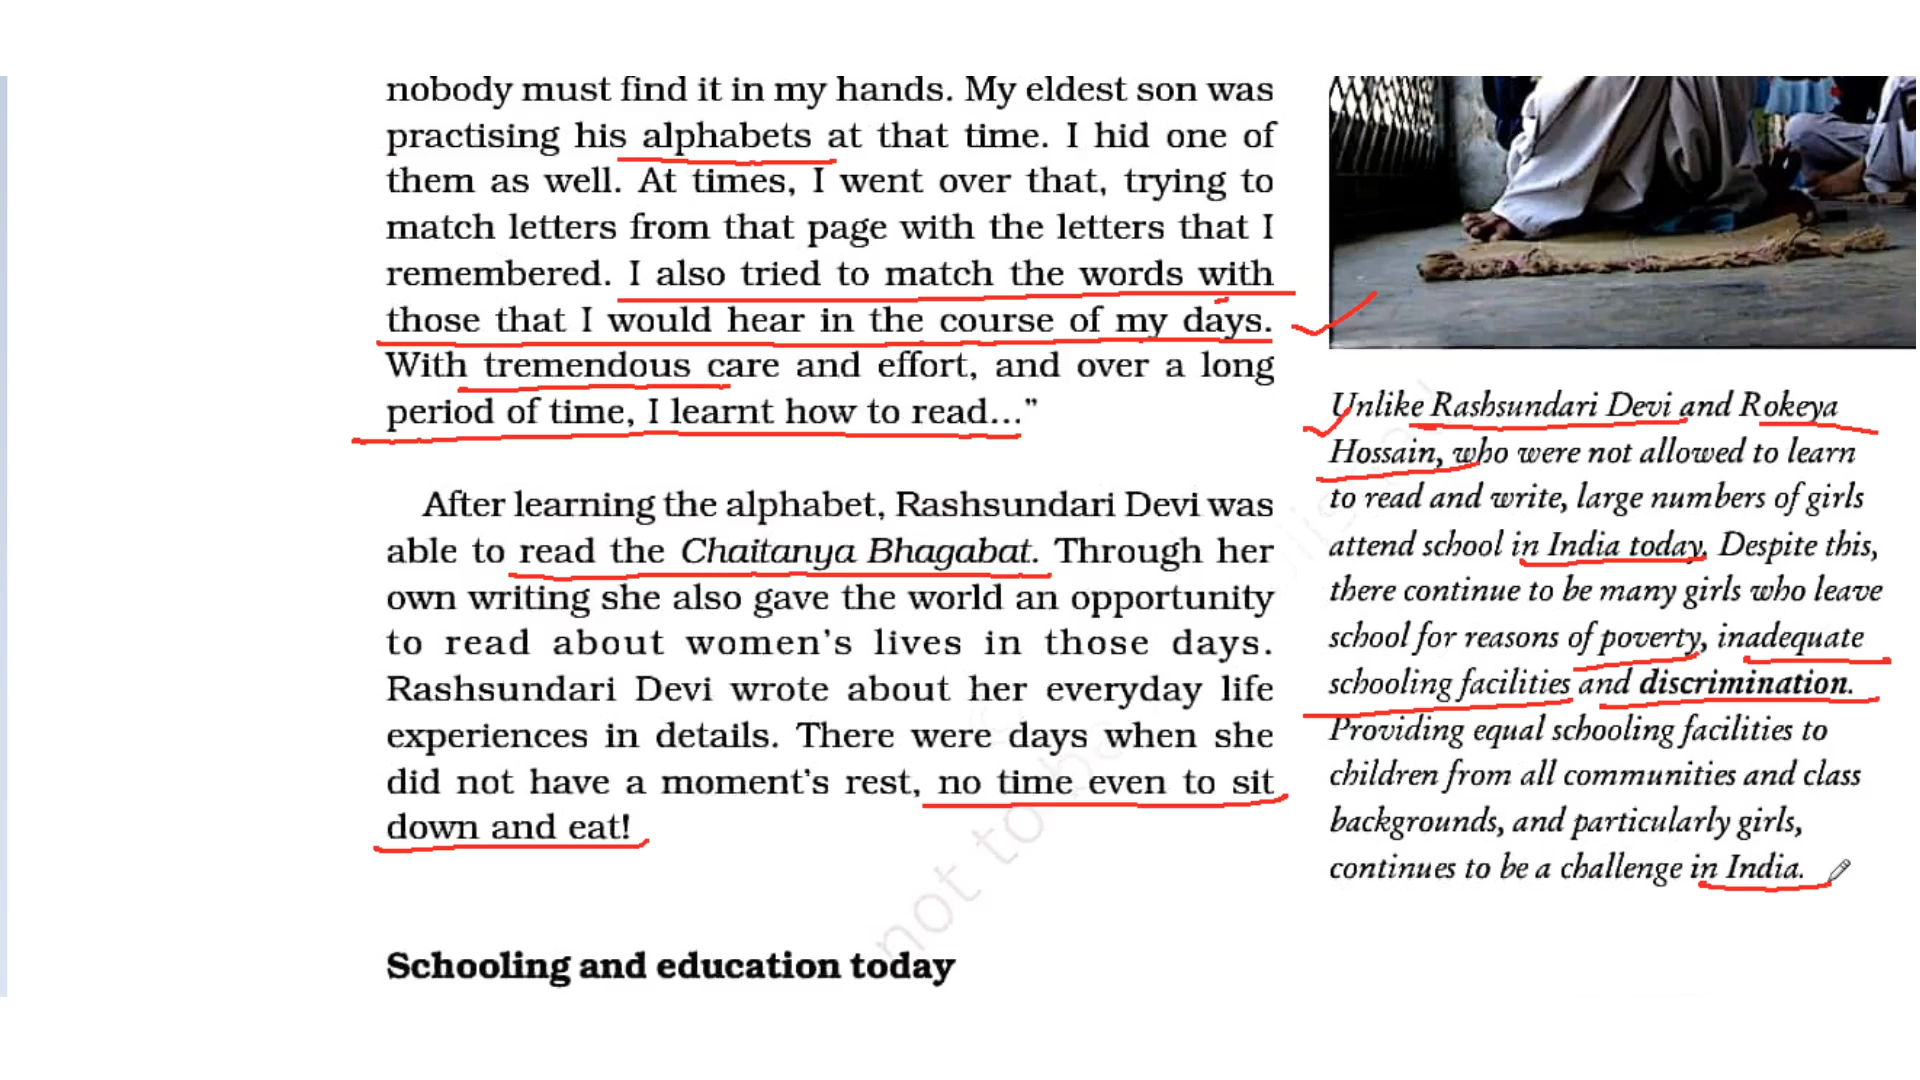 nobody must find it in my hands. My eldest son was
practising his alphabets at that time. I hid one of
them as well. At times, I went over that, trying to
match letters from that page with the letters that I
remembered. I also tried to match the words with
those that I would hear in the course of my days.
With tremendous care and effort, and over a long
period of time, I learnt how to read...”
After learning the alphabet, Rashsundari Devi was
able to read the Chaitanya Bhagabat. Through her
own writing she also gave the world an opportunity
to read about women’s lives in those days.
Rashsundari Devi wrote about her everyday life
experiences in details. There were days when she
did not have a moment’s rest, no time even to sit
down and eat!
Schooling and education today
Unlike Rashsundari Devi and Rokeya
Hossain, who were not allowed to learn
to read and write, large numbers of girls
attend school in India today. Despite this,
there continue to be many girls who leave
school for reasons of poverty, inadequate
schooling facilities and discrimination.
Providing equal schooling facilities to
children from all communities and class
backgrounds, and particularly girls,
continues to be a challenge in India.
not to